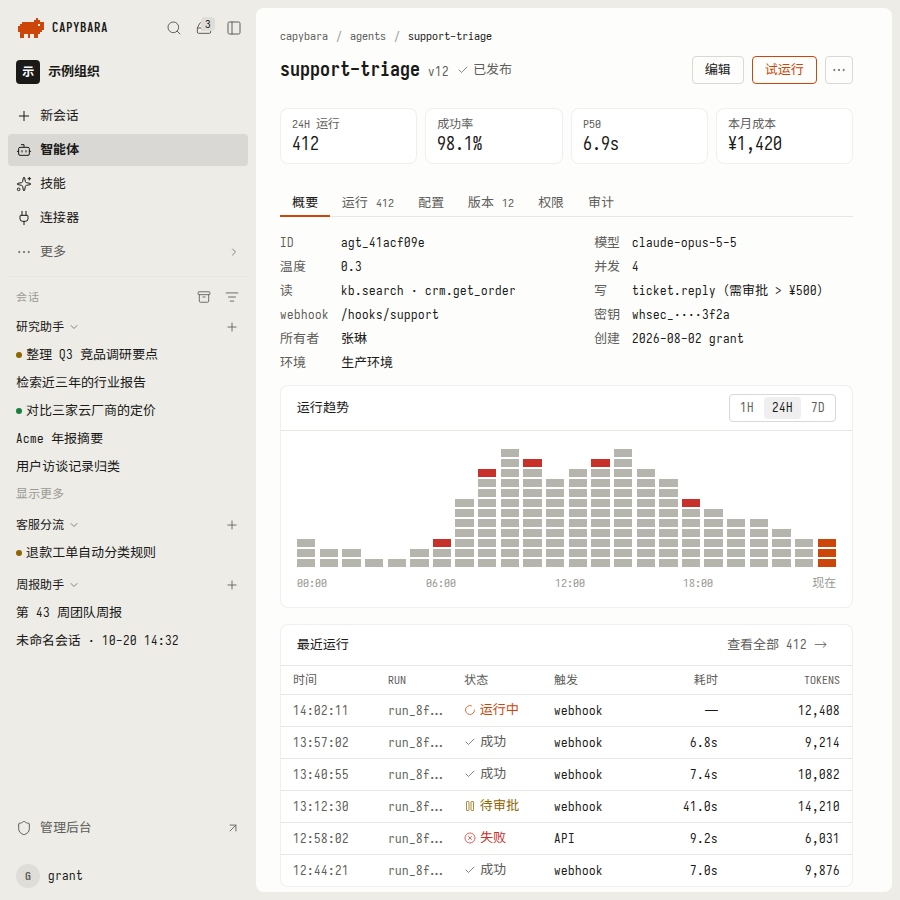 CAPYBARA
3
示 示例组织
新会话
智能体
技能
连接器
更多
会话
研究助手
整理 Q3 竞品调研要点
检索近三年的行业报告
对比三家云厂商的定价
Acme 年报摘要
用户访谈记录归类
显示更多
客服分流
退款工单自动分类规则
周报助手
第 43 周团队周报
未命名会话 · 10-20 14:32
管理后台
G grant
capybara / agents / support-triage
support-triage v12 已发布
编辑 试运行 ···
24H 运行 成功率 P50 本月成本
412 98.1% 6.9s ¥1,420
概要 运行 412 配置 版本 12 权限 审计
ID agt_41acf09e 模型 claude-opus-5-5
温度 0.3 并发 4
读 kb.search · crm.get_order 写 ticket.reply (需审批 > ¥500)
webhook /hooks/support 密钥 whsec_····3f2a
所有者 张琳 创建 2026-08-02 grant
环境 生产环境
运行趋势 1H 24H 7D
00:00 06:00 12:00 18:00 现在
最近运行 查看全部 412 →
时间 RUN 状态 触发 耗时 TOKENS
14:02:11 run_8f... 运行中 webhook — 12,408
13:57:02 run_8f... 成功 webhook 6.8s 9,214
13:40:55 run_8f... 成功 webhook 7.4s 10,082
13:12:30 run_8f... 待审批 webhook 41.0s 14,210
12:58:02 run_8f... 失败 API 9.2s 6,031
12:44:21 run_8f... 成功 webhook 7.0s 9,876